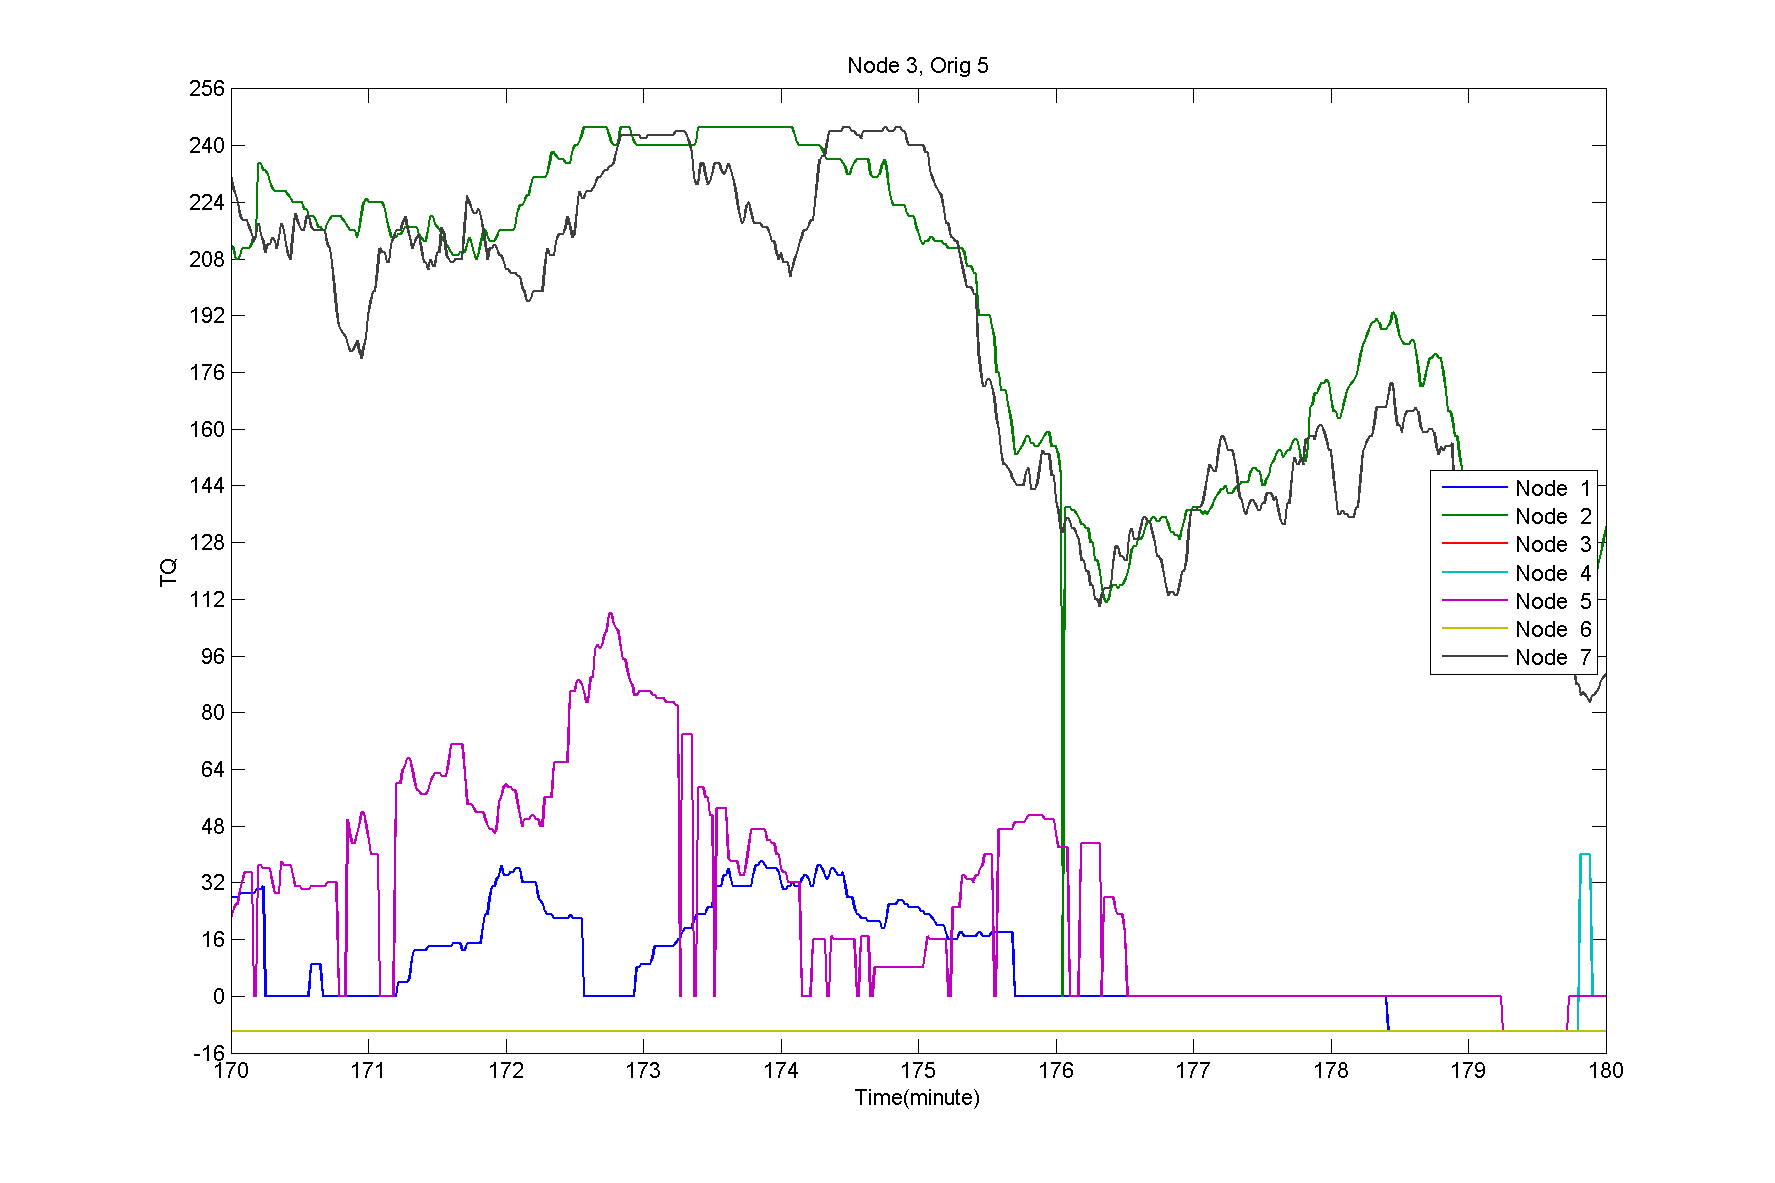 Node 3, Orig 5
256
240
224
208
192
176
160
144
128
112
96
80
64
48
32
16
0
-16
TQ
170 171 172 173 174 175 176 177 178 179 180
Time(minute)
Node 1
Node 2
Node 3
Node 4
Node 5
Node 6
Node 7